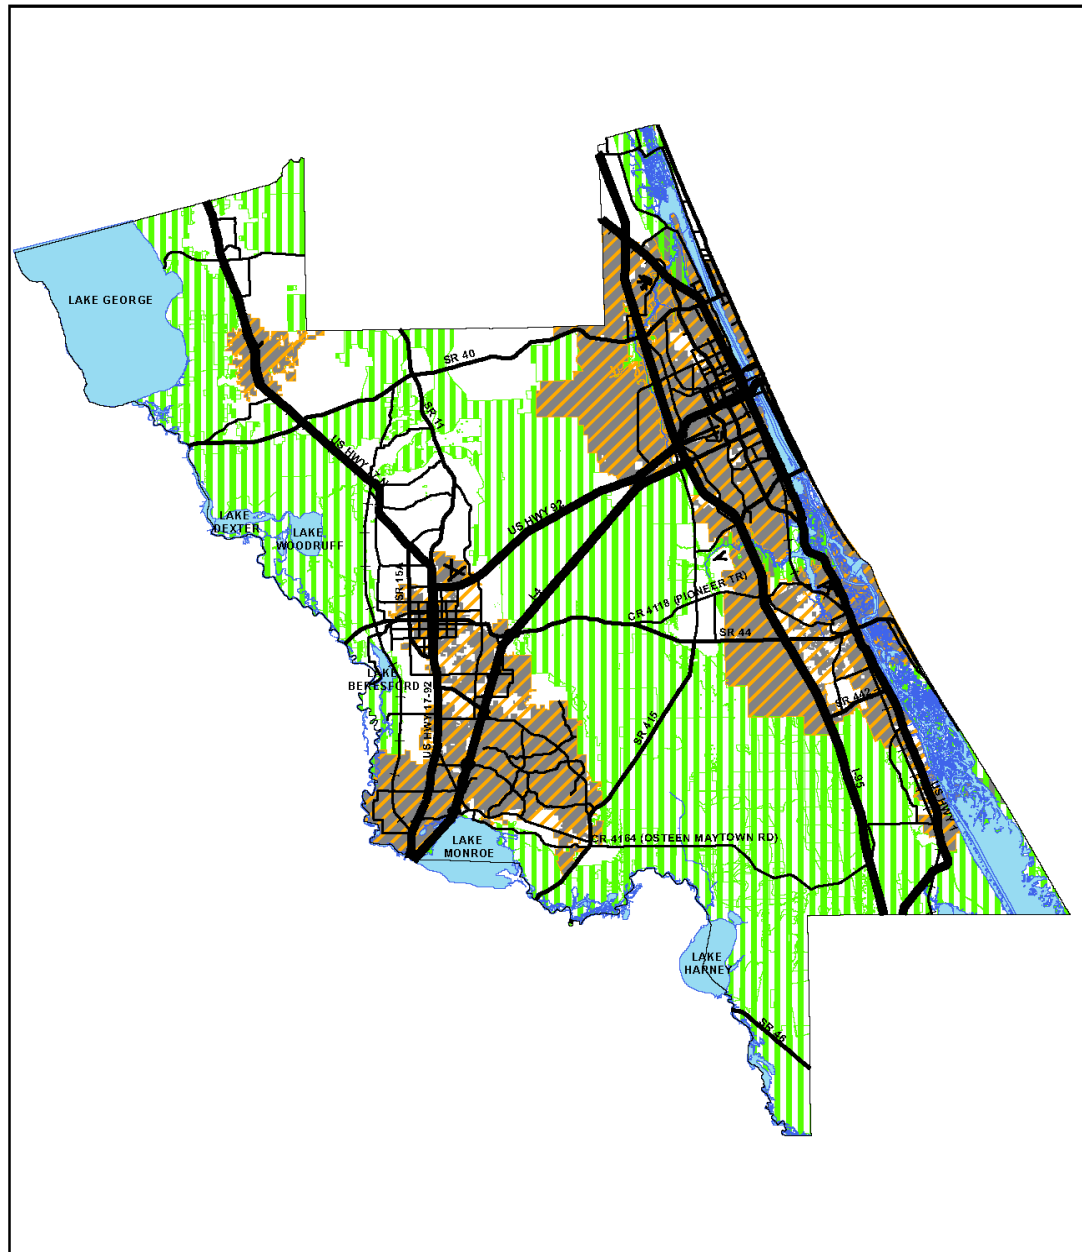 LAKE GEORGE
SR 40
SR 11
US HWY 17-N
LAKE
DEXTER
LAKE
WOODRUFF
US HWY 92
SR 15A
I-4
CR 4118 (PIONEER TR)
SR 44
LAKE
BERESFORD
US HWY 17-92
SR 415
SR 442
I-95
US HWY 1
CR 4164 (OSTEEN MAYTOWN RD)
LAKE
MONROE
LAKE
HARNEY
SR 46